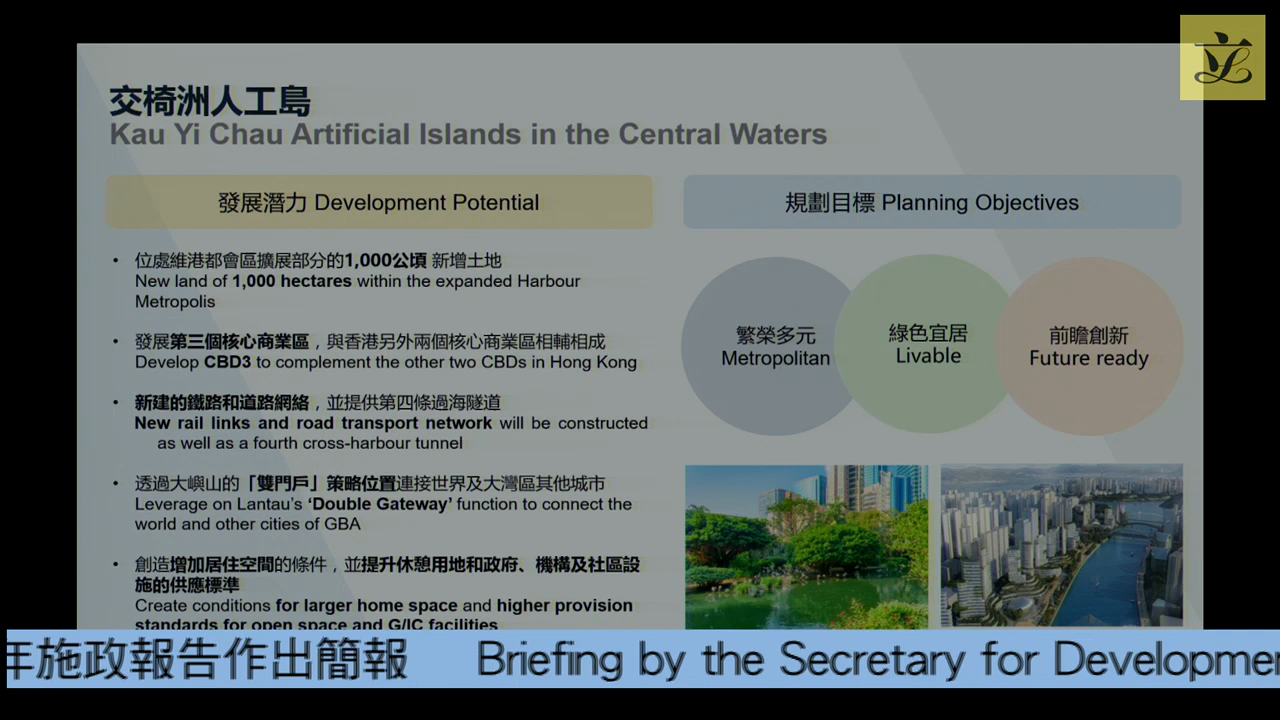 立
交椅洲人工島
Kau Yi Chau Artificial Islands in the Central Waters
發展潛力 Development Potential
• 位處維港都會區擴展部分的1,000公頃 新增土地
New land of 1,000 hectares within the expanded Harbour
Metropolis
• 發展第三個核心商業區，與香港另外兩個核心商業區相輔相成
Develop CBD3 to complement the other two CBDs in Hong Kong
• 新建的鐵路和道路網絡，並提供第四條過海隧道
New rail links and road transport network will be constructed
as well as a fourth cross-harbour tunnel
• 透過大嶼山的「雙門戶」策略位置連接世界及大灣區其他城市
Leverage on Lantau's ‘Double Gateway’ function to connect the
world and other cities of GBA
• 創造增加居住空間的條件，並提升休憩用地和政府、機構及社區設
施的供應標準
Create conditions for larger home space and higher provision
standards for open space and G/IC facilities
規劃目標 Planning Objectives
繁榮多元
Metropolitan
綠色宜居
Livable
前瞻創新
Future ready
年施政報告作出簡報 Briefing by the Secretary for Developmen